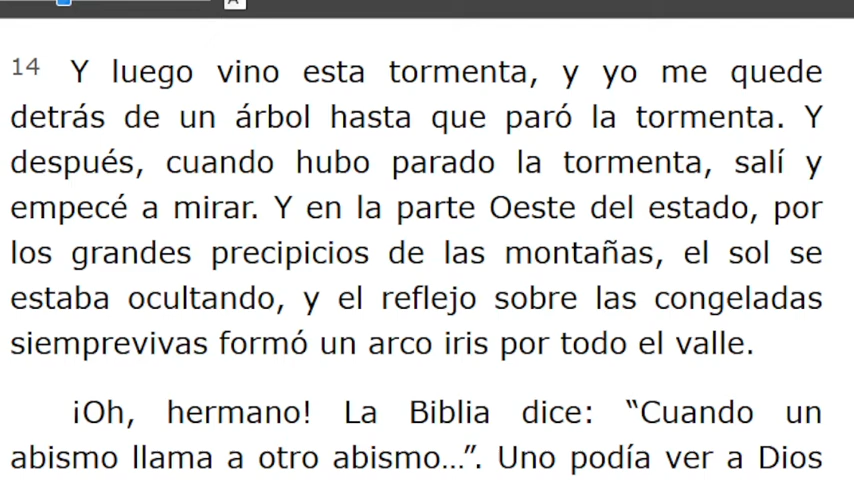 14 Y luego vino esta tormenta, y yo me quede
detrás de un árbol hasta que paró la tormenta. Y
después, cuando hubo parado la tormenta, salí y
empecé a mirar. Y en la parte Oeste del estado, por
los grandes precipicios de las montañas, el sol se
estaba ocultando, y el reflejo sobre las congeladas
siemprevivas formó un arco iris por todo el valle.
¡Oh, hermano! La Biblia dice: “Cuando un
abismo llama a otro abismo...”. Uno podía ver a Dios